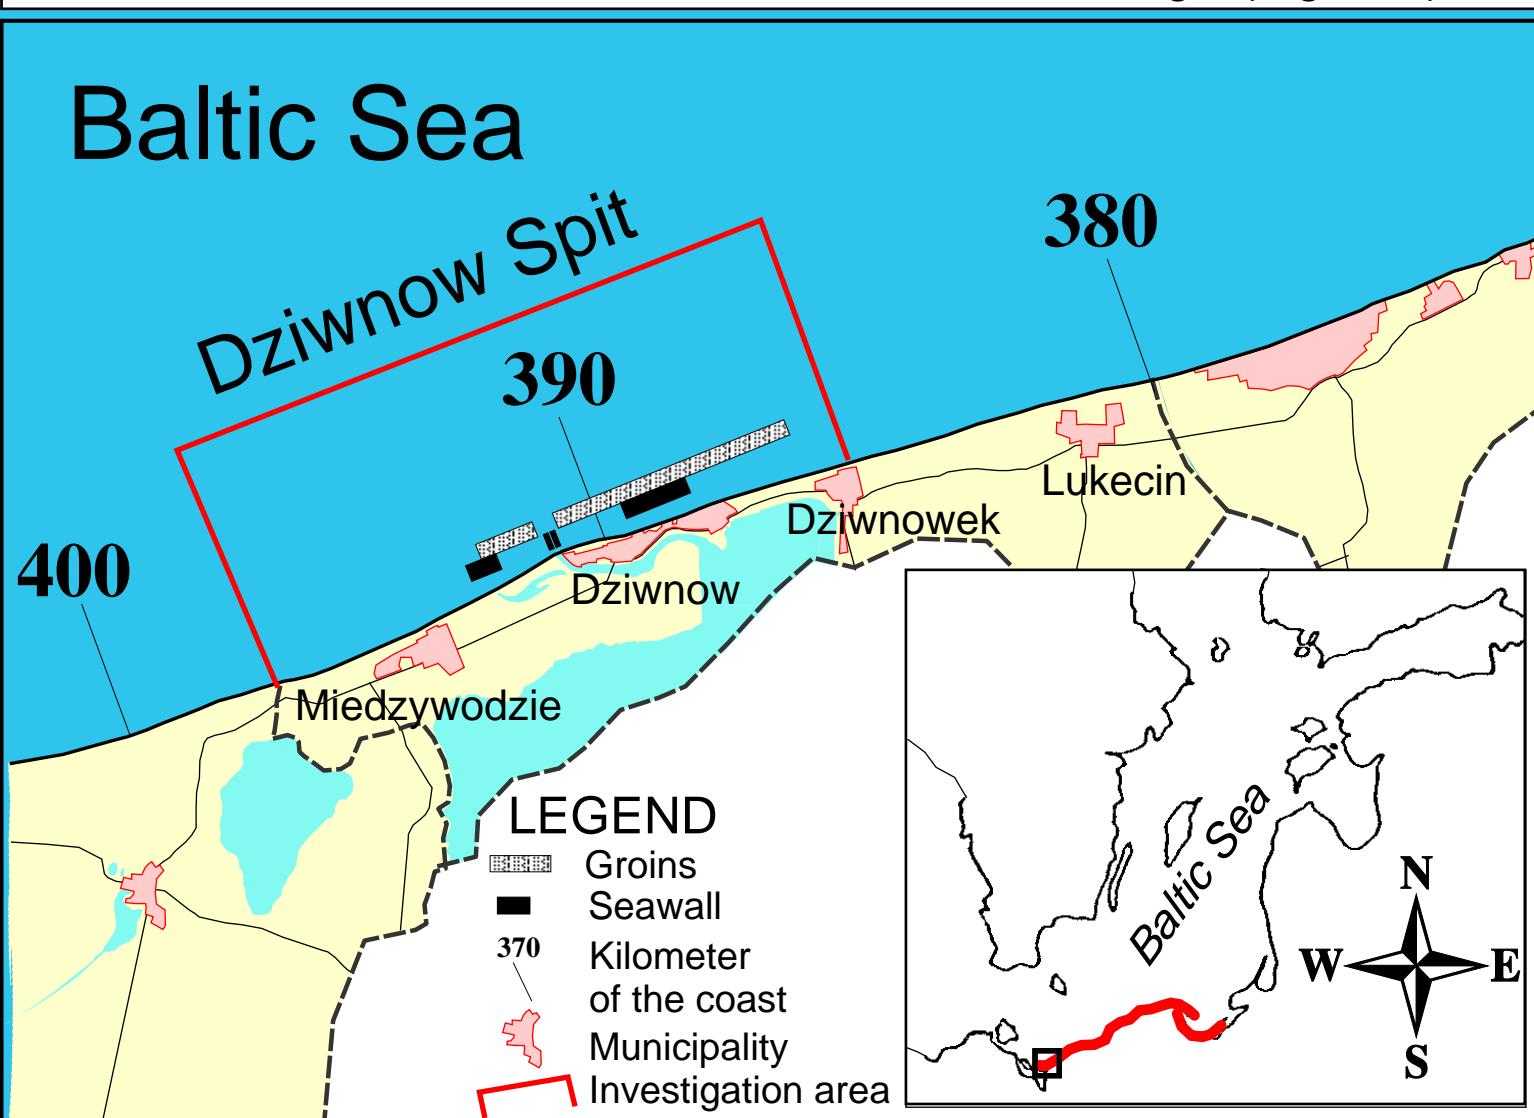 Baltic Sea
Dziwnow Spit
380
390
400
Lukecin
Dziwnowek
Dziwnow
Miedzywodzie
LEGEND
Groins
Seawall
370
Kilometer
of the coast
Municipality
Investigation area
Baltic Sea
N
W
E
S